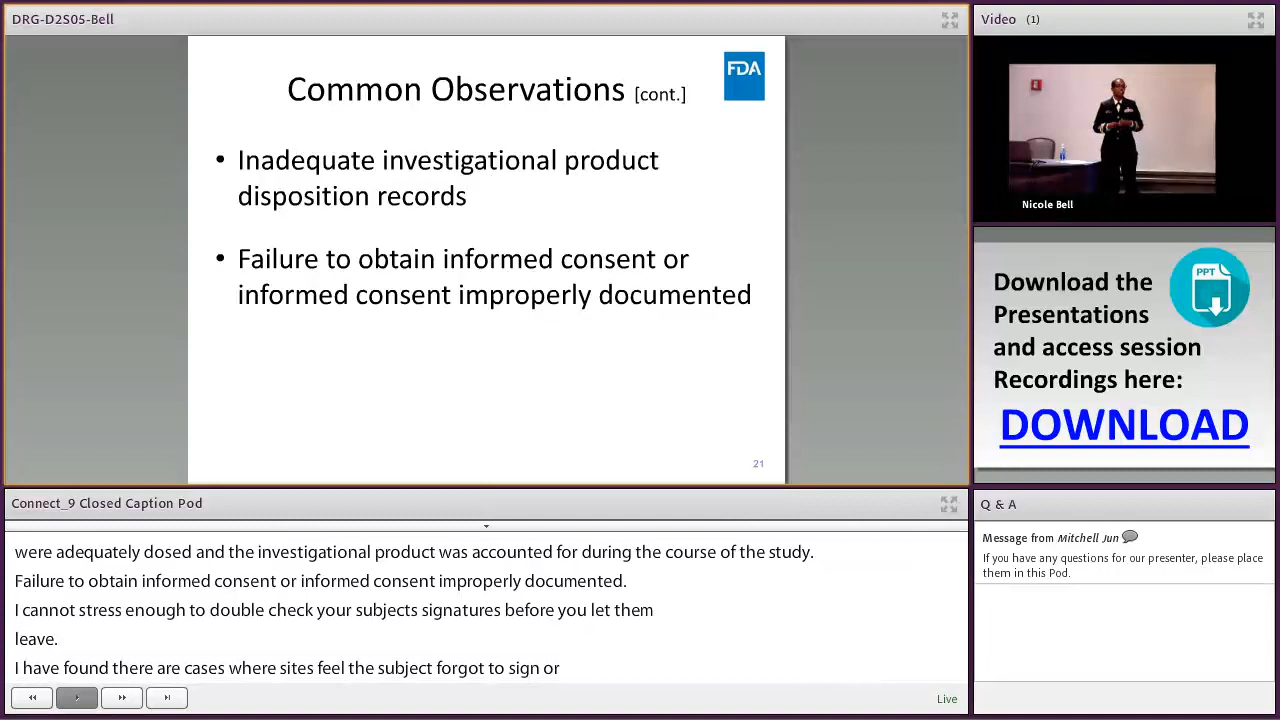 DRG-D2S05-Bell
Common Observations [cont.]
FDA
• Inadequate investigational product
disposition records
• Failure to obtain informed consent or
informed consent improperly documented
21
Video (1)
Nicole Bell
Download the
Presentations
and access session
Recordings here:
DOWNLOAD
PPT
Connect_9 Closed Caption Pod
were adequately dosed and the investigational product was accounted for during the course of the study.
Failure to obtain informed consent or informed consent improperly documented.
I cannot stress enough to double check your subjects signatures before you let them
leave.
I have found there are cases where sites feel the subject forgot to sign or
Live
Q & A
Message from Mitchell Jun
If you have any questions for our presenter, please place
them in this Pod.